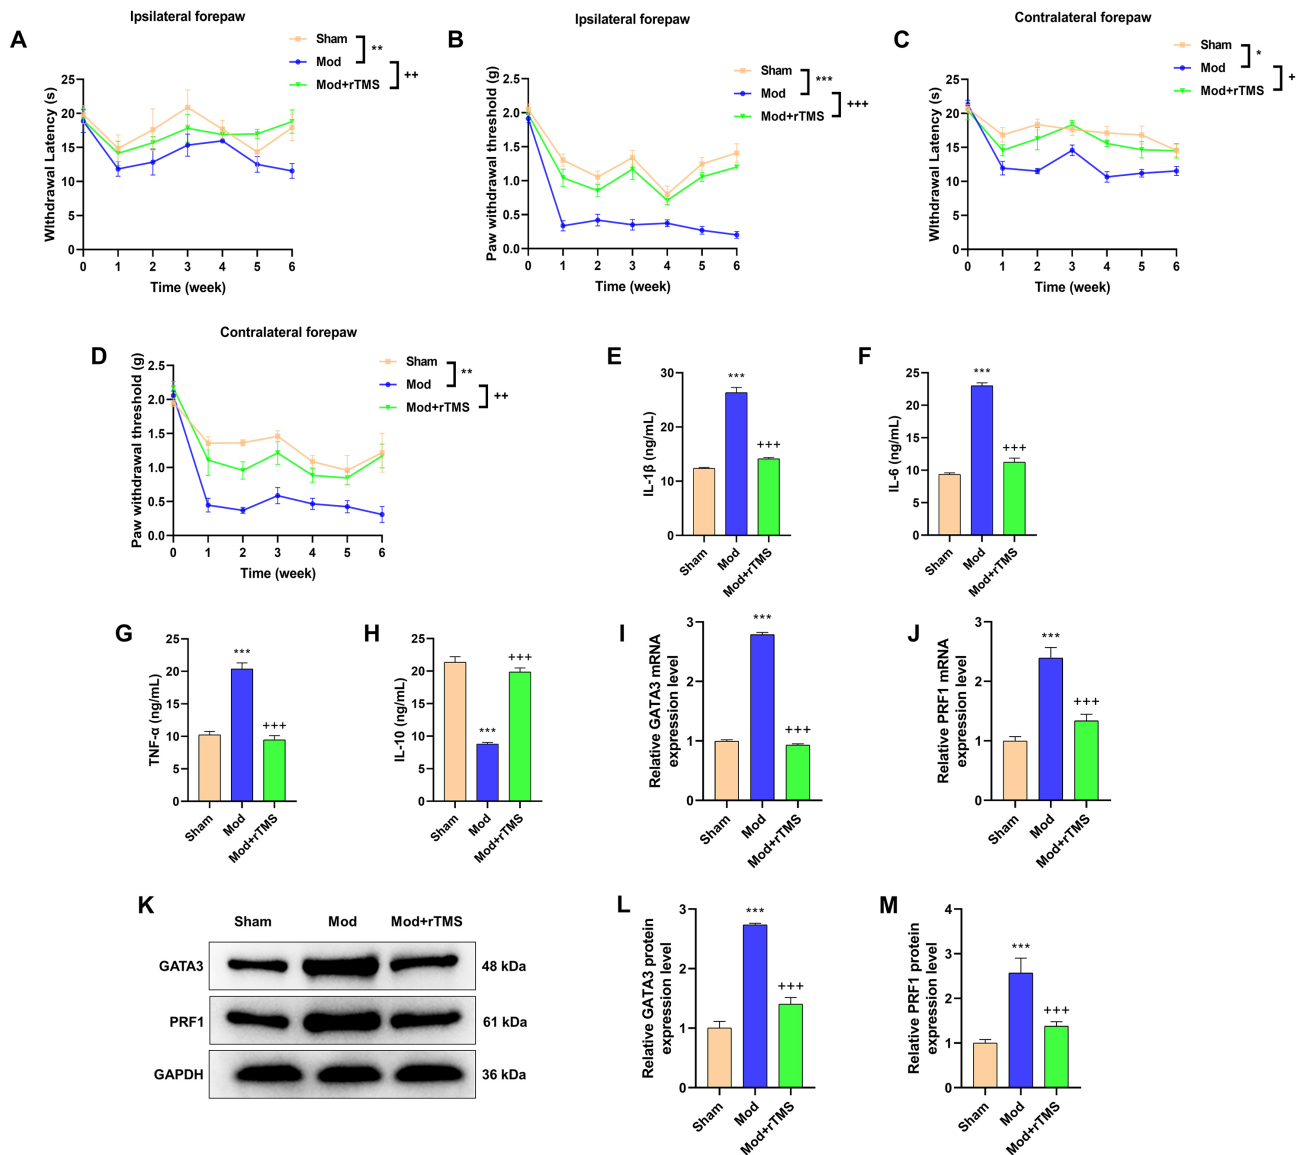 A
Ipsilateral forepaw
Sham
Mod
Mod+rTMS
**
++
Withdrawal Latency (s)
25
20
15
10
5
0
0 1 2 3 4 5 6
Time (week)
B
Ipsilateral forepaw
Sham
Mod
Mod+rTMS
***
+++
Paw withdrawal threshold (g)
2.5
2.0
1.5
1.0
0.5
0.0
0 1 2 3 4 5 6
Time (week)
C
Contralateral forepaw
Sham
Mod
Mod+rTMS
*
+
Withdrawal Latency (s)
25
20
15
10
5
0
0 1 2 3 4 5 6
Time (week)
D
Contralateral forepaw
Sham
Mod
Mod+rTMS
**
++
Paw withdrawal threshold (g)
2.5
2.0
1.5
1.0
0.5
0.0
0 1 2 3 4 5 6
Time (week)
E
IL-1β (ng/mL)
30
20
10
0
***
+++
Sham
Mod
Mod+rTMS
F
IL-6 (ng/mL)
25
20
15
10
5
0
***
+++
Sham
Mod
Mod+rTMS
G
TNF-α (ng/mL)
25
20
15
10
5
0
***
+++
Sham
Mod
Mod+rTMS
H
IL-10 (ng/mL)
25
20
15
10
5
0
***
+++
Sham
Mod
Mod+rTMS
I
Relative GATA3 mRNA
expression level
3
2
1
0
***
+++
Sham
Mod
Mod+rTMS
J
Relative PRF1 mRNA
expression level
3
2
1
0
***
+++
Sham
Mod
Mod+rTMS
K
Sham Mod Mod+rTMS
GATA3 48 kDa
PRF1 61 kDa
GAPDH 36 kDa
L
Relative GATA3 protein
expression level
3
2
1
0
***
+++
Sham
Mod
Mod+rTMS
M
Relative PRF1 protein
expression level
4
3
2
1
0
***
+++
Sham
Mod
Mod+rTMS